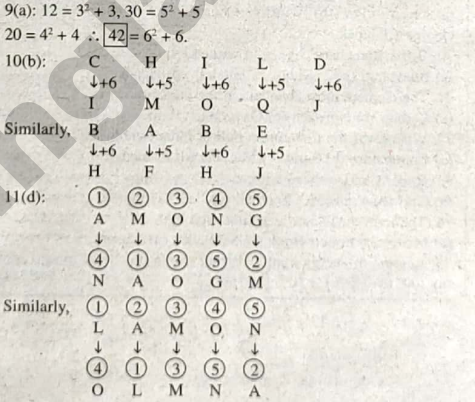 9(a): 12 = 3² + 3, 30 = 5² + 5
20 = 4² + 4 ∴ 42 = 6² + 6.
10(b): C H I L D
↓+6 ↓+5 ↓+6 ↓+5 ↓+6
I M O Q J
Similarly, B A B E
↓+6 ↓+5 ↓+6 ↓+5
H F H J
11(d): ① ② ③ ④ ⑤
A M O N G
↓ ↓ ↓ ↓ ↓
④ ① ③ ⑤ ②
N A O G M
Similarly, ① ② ③ ④ ⑤
L A M O N
↓ ↓ ↓ ↓ ↓
④ ① ③ ⑤ ②
O L M N A